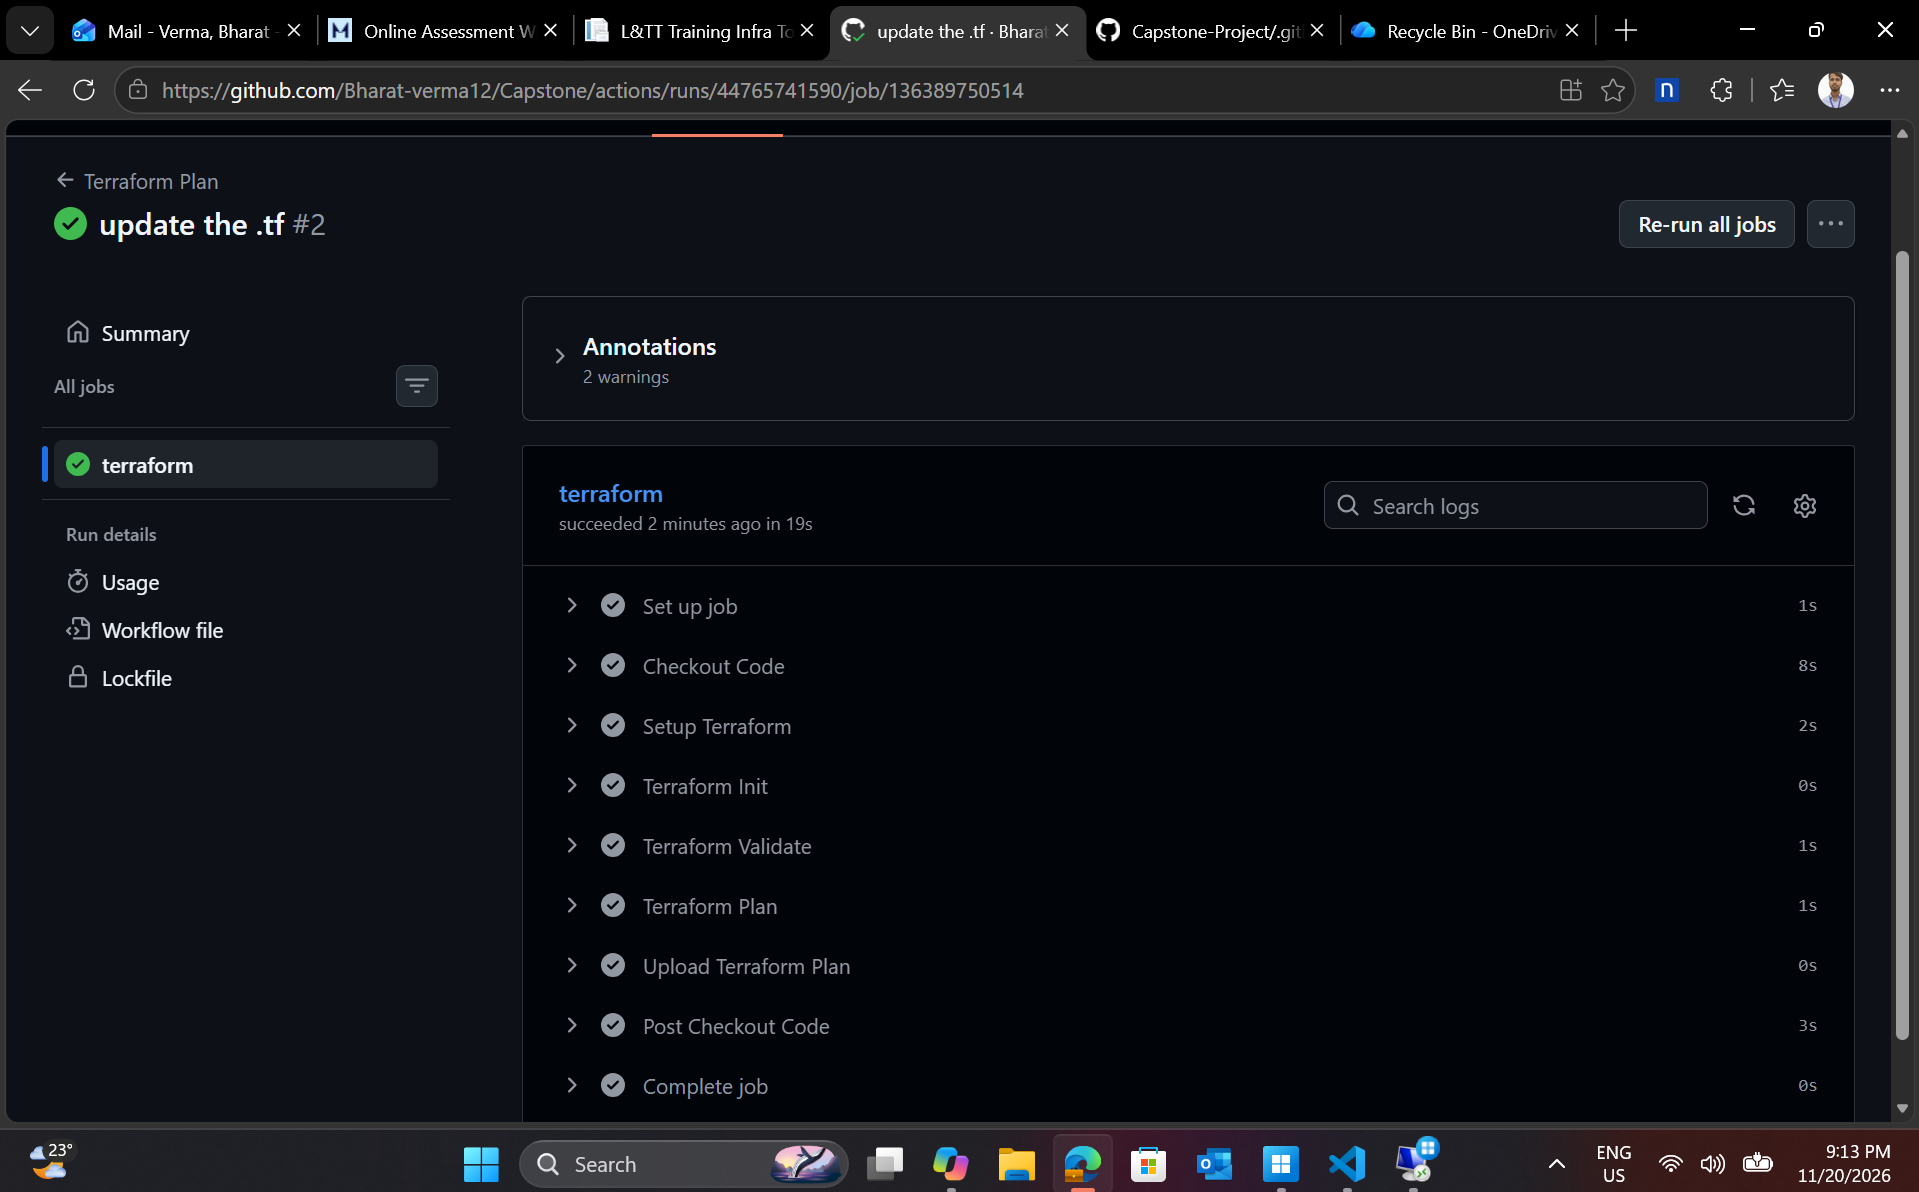 Mail - Verma, Bharat -
Online Assessment W
L&TT Training Infra To
update the .tf · Bharat
Capstone-Project/.git
Recycle Bin - OneDriv
https://github.com/Bharat-verma12/Capstone/actions/runs/44765741590/job/136389750514
n
Terraform Plan
update the .tf #2
Re-run all jobs
Summary
All jobs
terraform
Run details
Usage
Workflow file
Lockfile
Annotations
2 warnings
terraform
succeeded 2 minutes ago in 19s
Search logs
Set up job 1s
Checkout Code 8s
Setup Terraform 2s
Terraform Init 0s
Terraform Validate 1s
Terraform Plan 1s
Upload Terraform Plan 0s
Post Checkout Code 3s
Complete job 0s
23°
Search
ENG
US
9:13 PM
11/20/2026